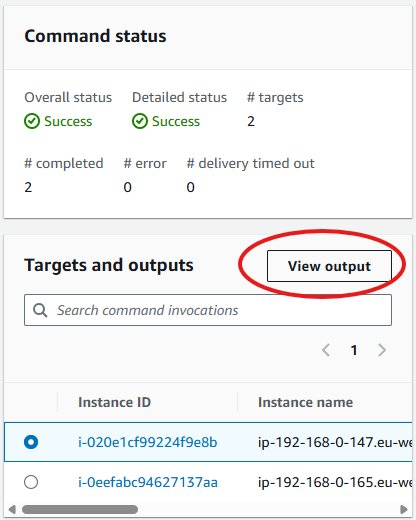 Command status
Overall status Detailed status # targets
Success Success 2
# completed # error # delivery timed out
2 0 0
Targets and outputs View output
Search command invocations
1
Instance ID Instance name
i-020e1cf99224f9e8b ip-192-168-0-147.eu-we
i-0eefabc94627137aa ip-192-168-0-165.eu-we